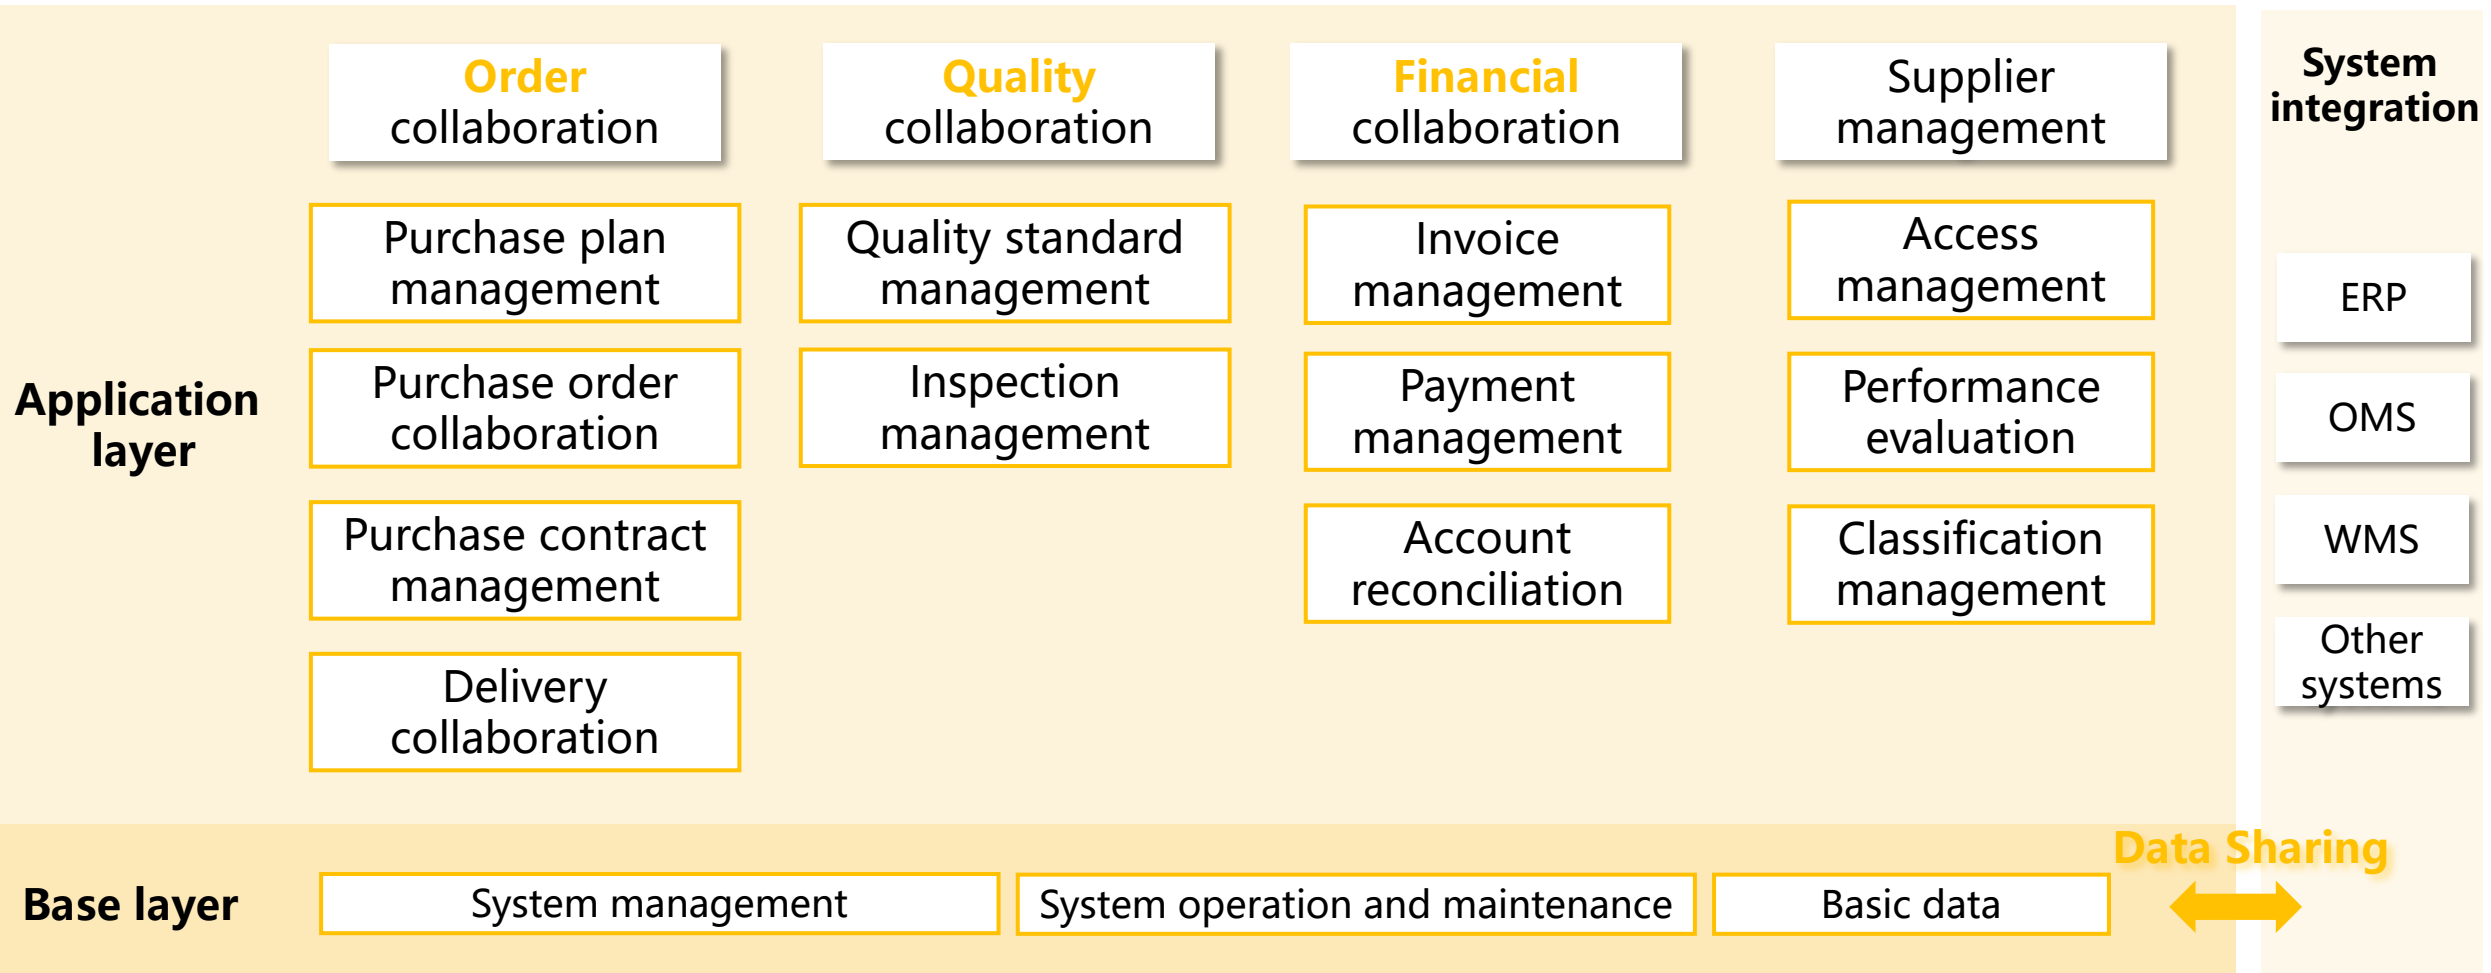 Order
collaboration
Quality
collaboration
Financial
collaboration
Supplier
management
System
integration
Application
layer
Purchase plan
management
Purchase order
collaboration
Purchase contract
management
Delivery
collaboration
Quality standard
management
Inspection
management
Invoice
management
Payment
management
Account
reconciliation
Access
management
Performance
evaluation
Classification
management
ERP
OMS
WMS
Other
systems
Base layer
System management
System operation and maintenance
Basic data
Data Sharing